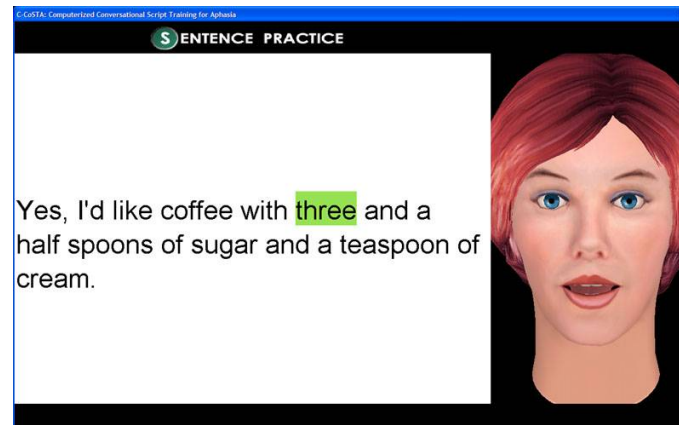 C-CoSTA: Computerized Conversational Script Training for Aphasia
SENTENCE PRACTICE
Yes, I'd like coffee with three and a
half spoons of sugar and a teaspoon of
cream.